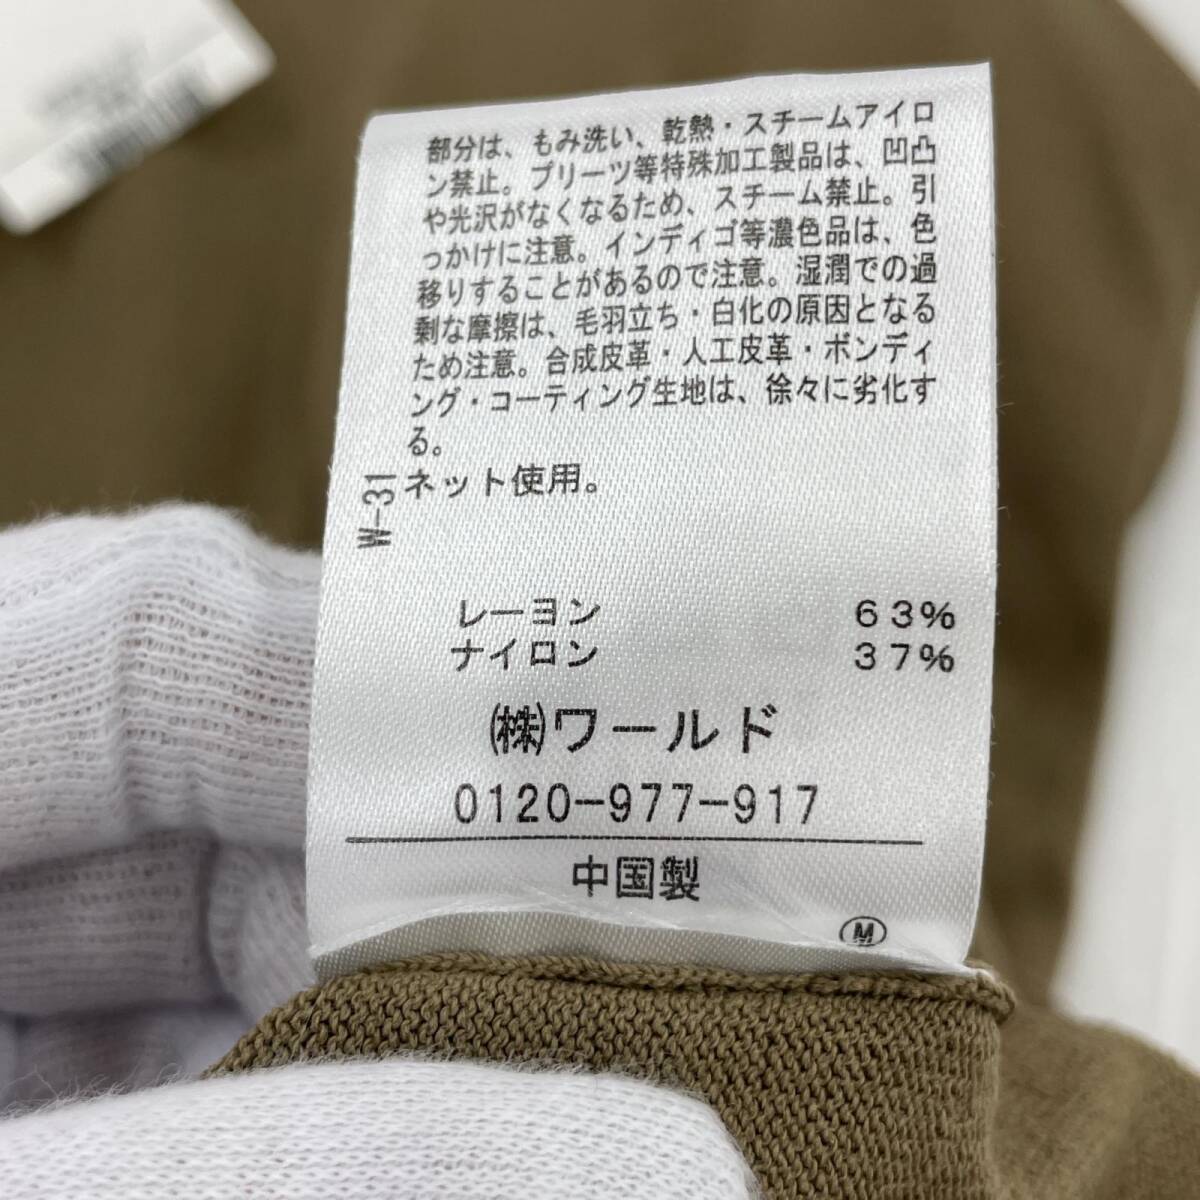 部分は、もみ洗い、乾熱・スチームアイロ
ン禁止。プリーツ等特殊加工製品は、凹凸
や光沢がなくなるため、スチーム禁止。引
っかけに注意。インディゴ等濃色品は、色
移りすることがあるので注意。湿潤での過
剰な摩擦は、毛羽立ち・白化の原因となる
ため注意。合成皮革・人工皮革・ボンディ
ング・コーティング生地は、徐々に劣化す
る。
ネット使用。
W-31
レーヨン 63%
ナイロン 37%
㈱ワールド
0120-977-917
中国製
Ⓜ